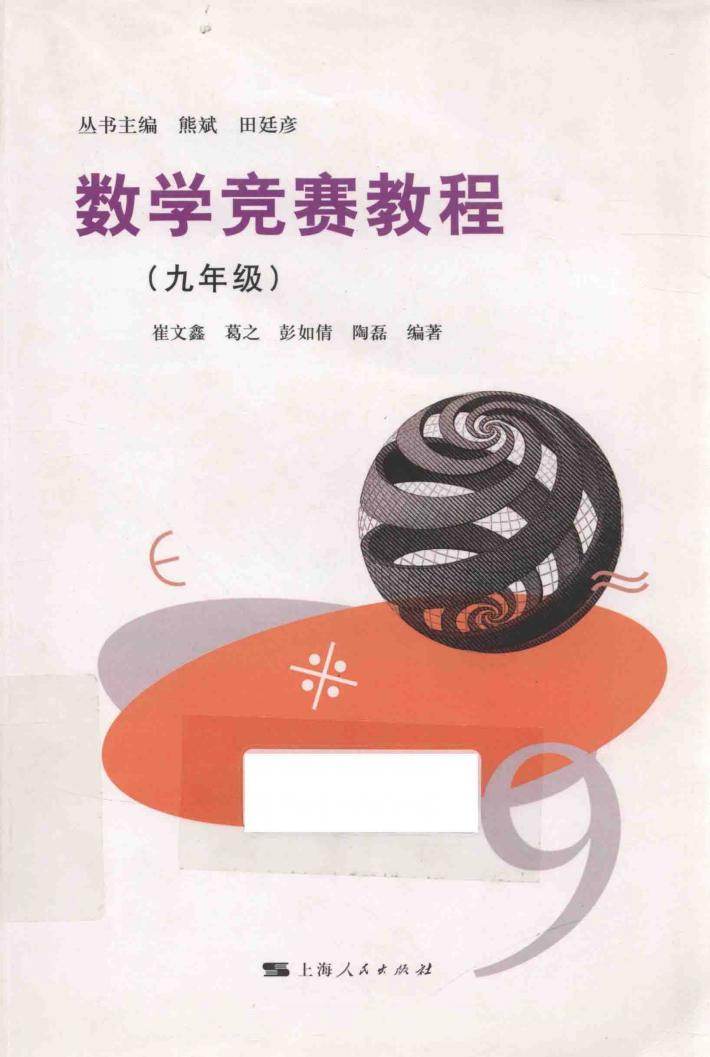 丛书主编 熊斌 田廷彦
数学竞赛教程
（九年级）
崔文鑫 葛之 彭如倩 陶磊 编著
9
上海人民出版社